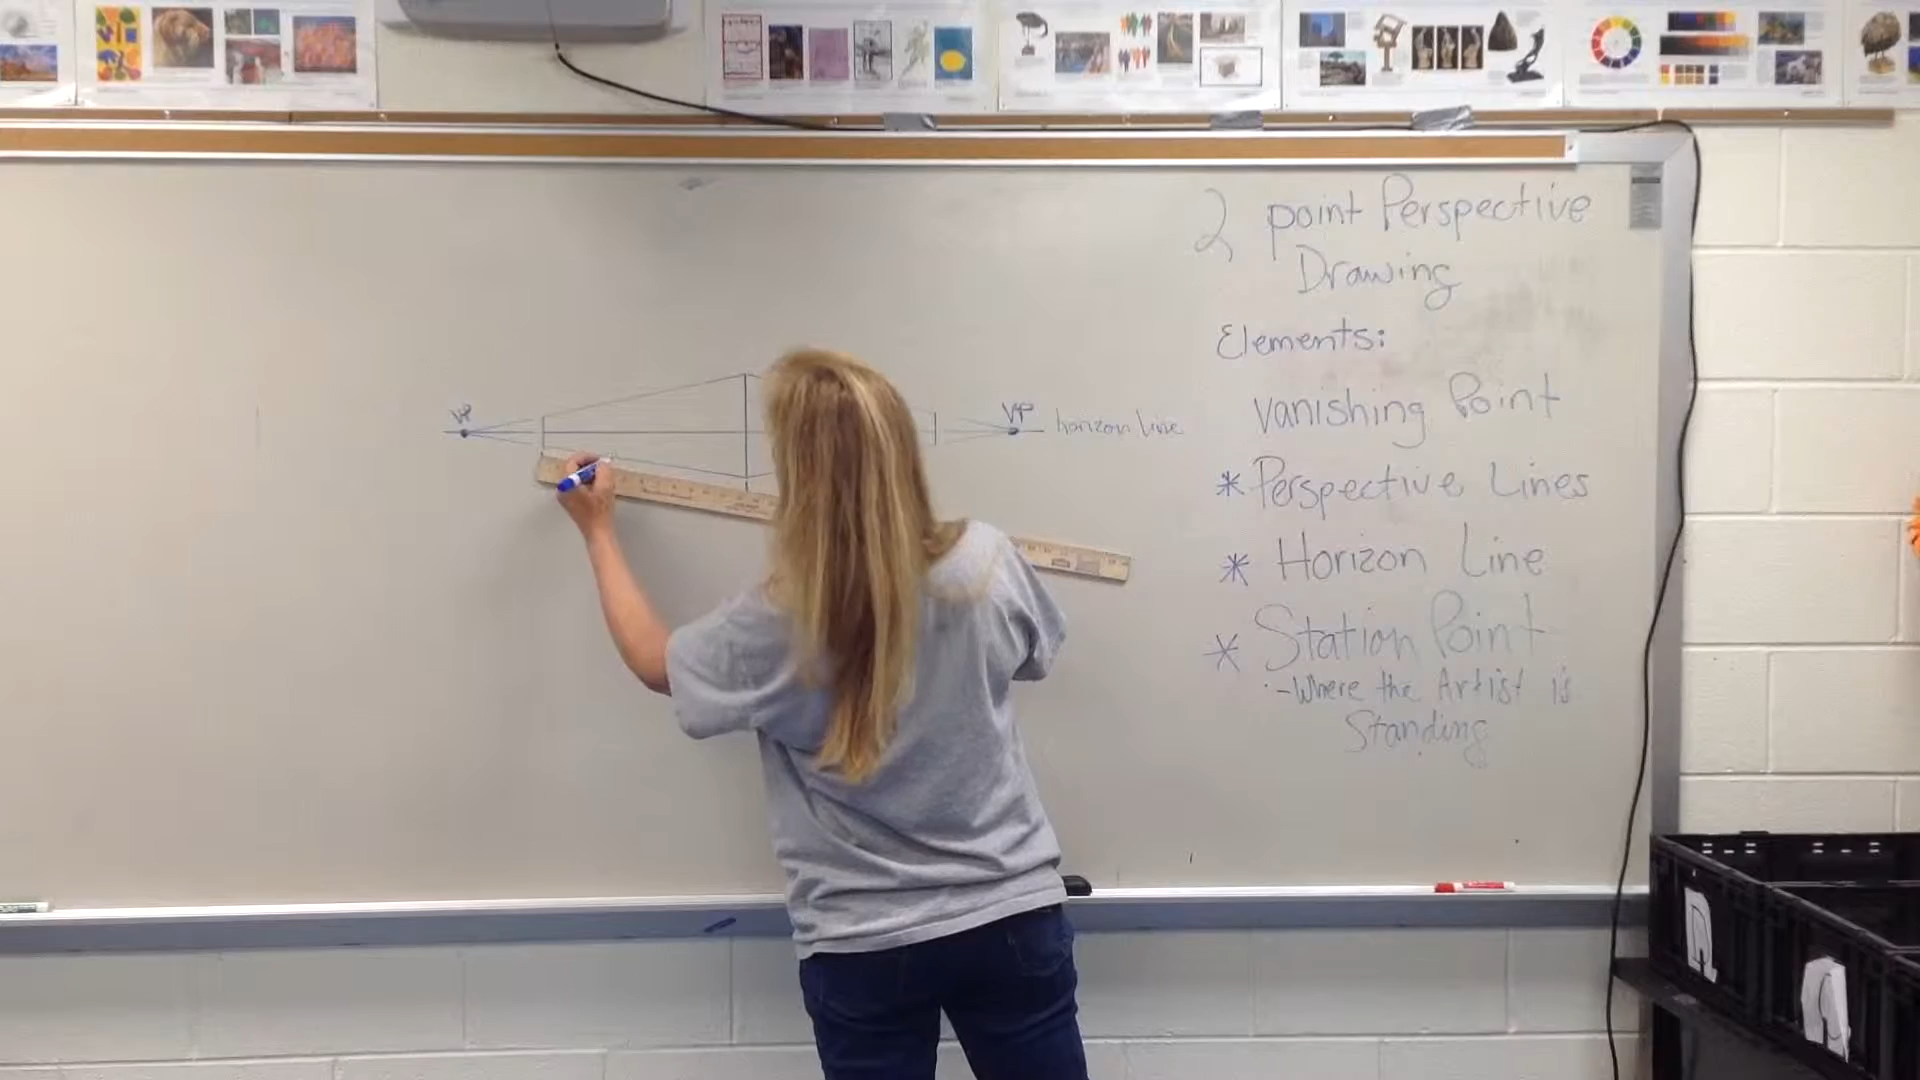 2 point Perspective
Drawing
Elements:
Vanishing Point
VP
VP
horizon line
* Perspective Lines
* Horizon Line
* Station Point
- Where the Artist is
Standing